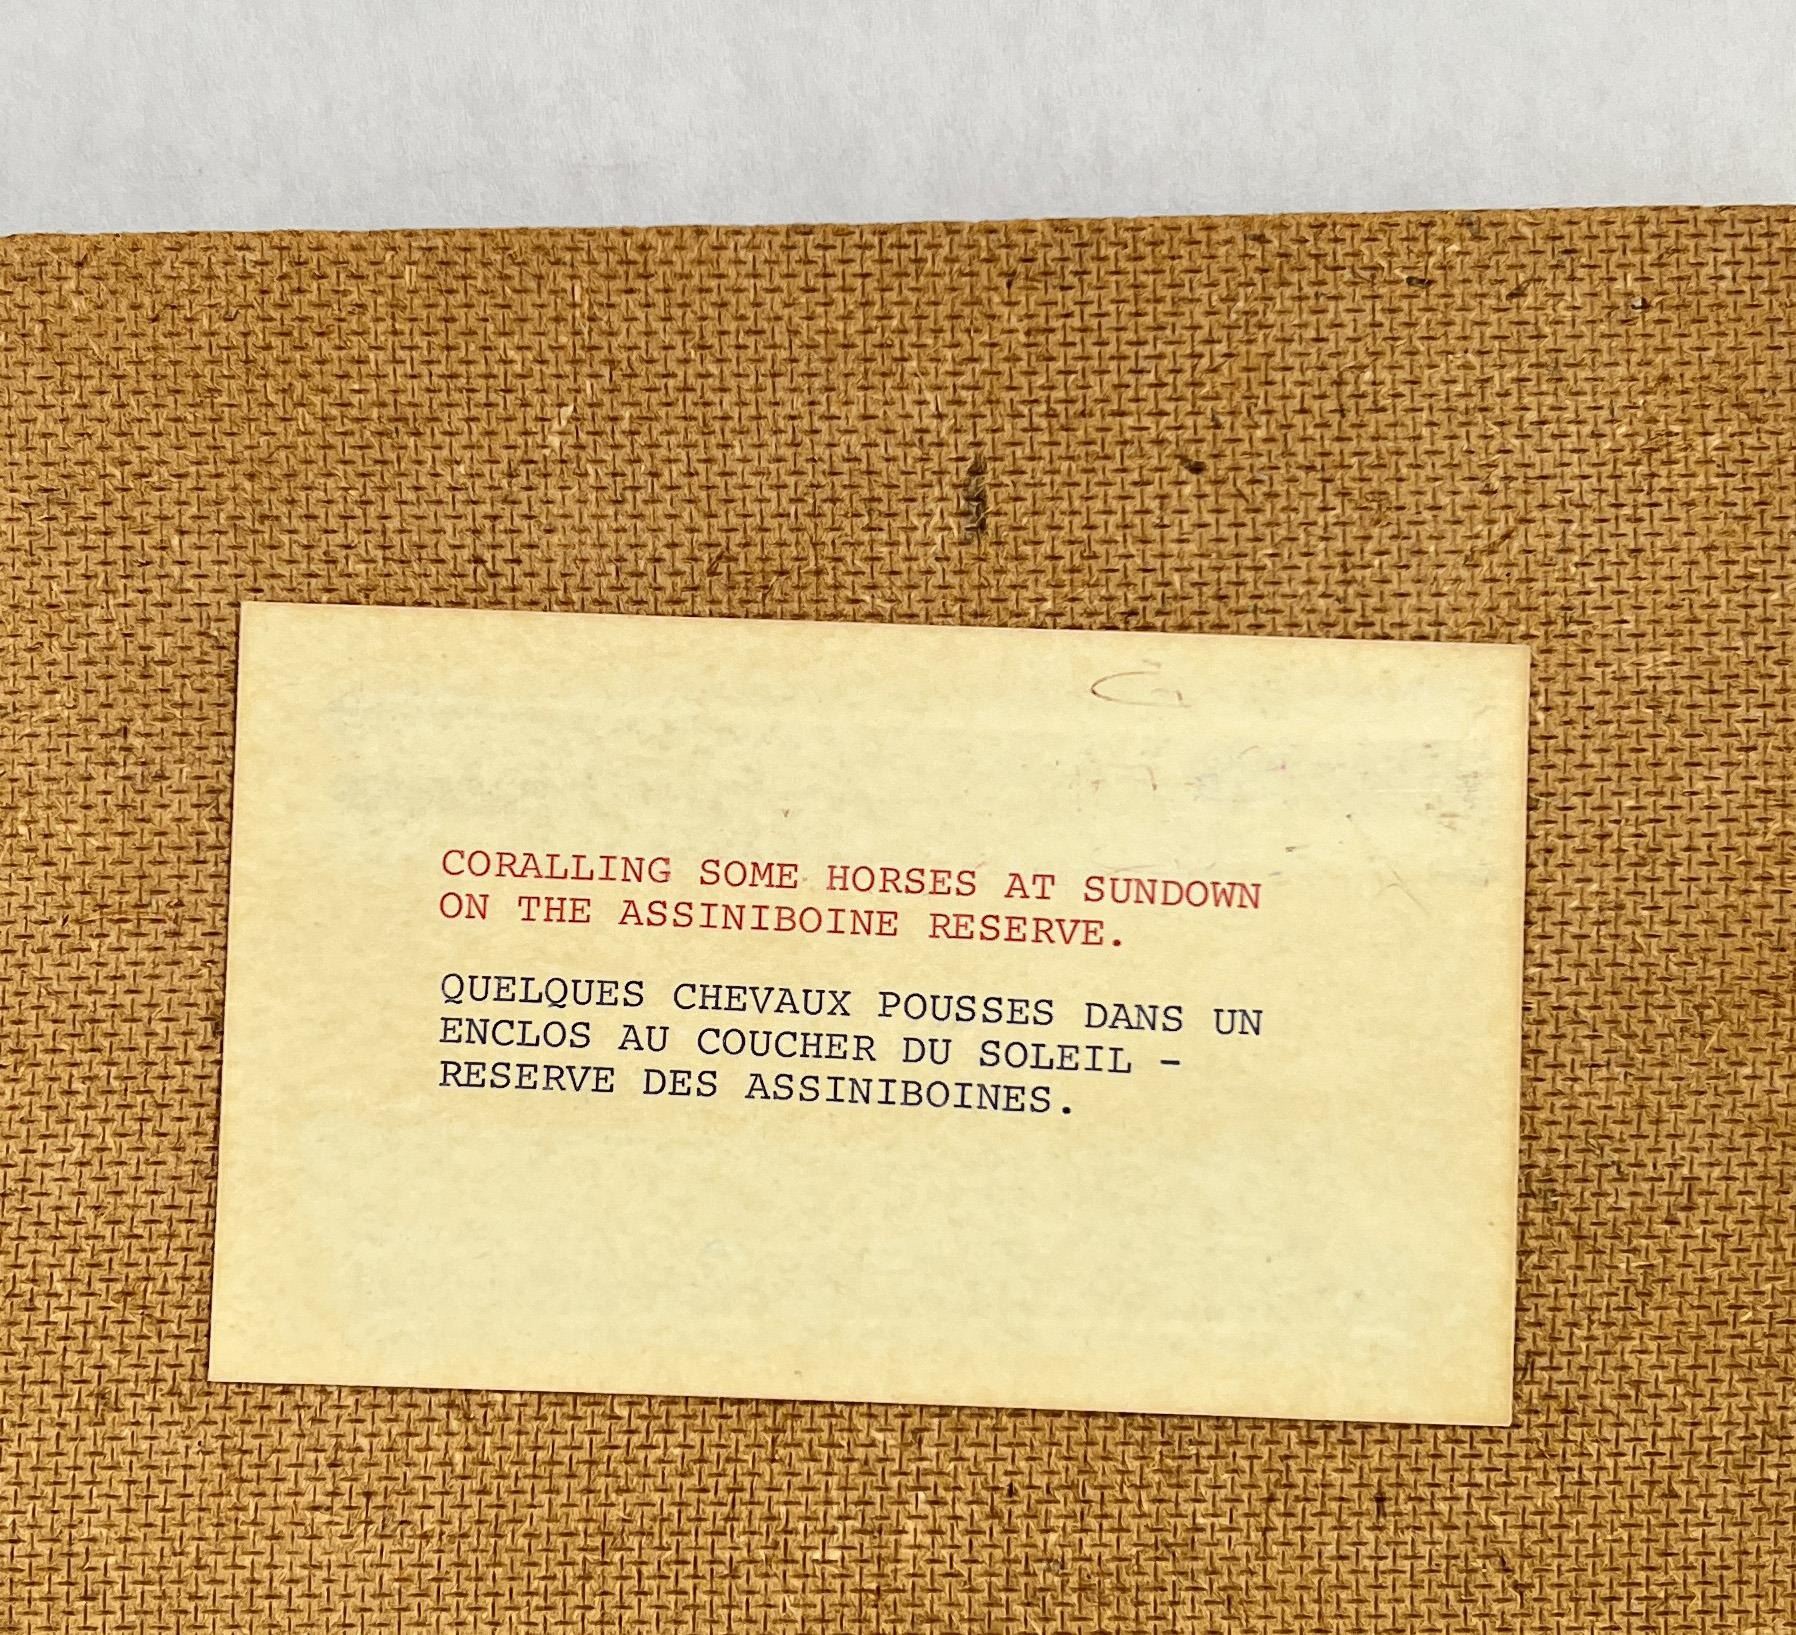 CORALLING SOME HORSES AT SUNDOWN
ON THE ASSINIBOINE RESERVE.
QUELQUES CHEVAUX POUSSES DANS UN
ENCLOS AU COUCHER DU SOLEIL -
RESERVE DES ASSINIBOINES.